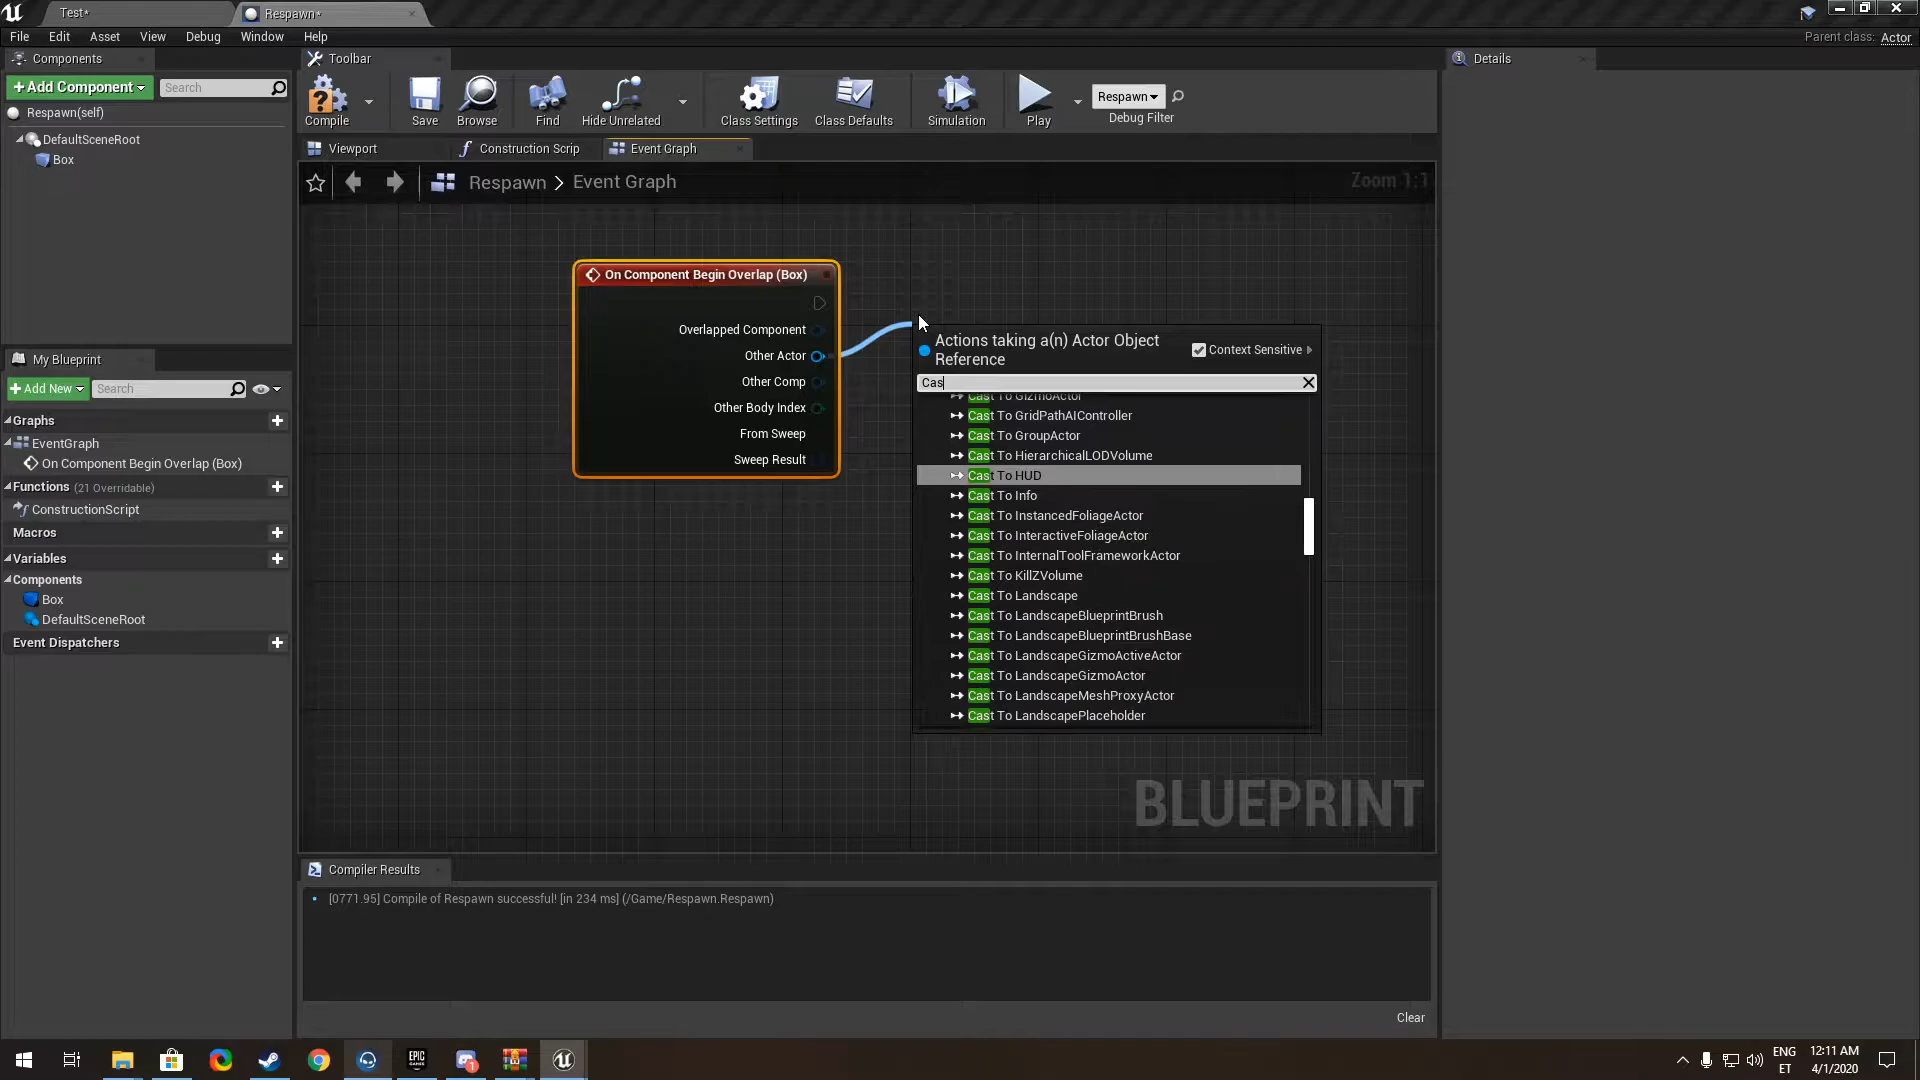 Test*
Respawn*
File Edit Asset View Debug Window Help
Parent class: Actor
Components
Toolbar
Details
+Add Component
Search
Respawn(self)
DefaultSceneRoot
Box
Compile
Save
Browse
Find
Hide Unrelated
Class Settings
Class Defaults
Simulation
Play
Respawn
Debug Filter
Viewport
Construction Scrip
Event Graph
Respawn > Event Graph
Zoom 1:1
On Component Begin Overlap (Box)
Overlapped Component
Other Actor
Other Comp
Other Body Index
From Sweep
Sweep Result
Actions taking a(n) Actor Object
Reference
Context Sensitive
Cas
Cast To GizmoActor
Cast To GridPathAIController
Cast To GroupActor
Cast To HierarchicalLODVolume
Cast To HUD
Cast To Info
Cast To InstancedFoliageActor
Cast To InteractiveFoliageActor
Cast To InternalToolFrameworkActor
Cast To KillZVolume
Cast To Landscape
Cast To LandscapeBlueprintBrush
Cast To LandscapeBlueprintBrushBase
Cast To LandscapeGizmoActiveActor
Cast To LandscapeGizmoActor
Cast To LandscapeMeshProxyActor
Cast To LandscapePlaceholder
BLUEPRINT
My Blueprint
+Add New
Search
Graphs
EventGraph
On Component Begin Overlap (Box)
Functions (21 Overridable)
ConstructionScript
Macros
Variables
Components
Box
DefaultSceneRoot
Event Dispatchers
Compiler Results
[0771.95] Compile of Respawn successful! [in 234 ms] (/Game/Respawn.Respawn)
Clear
EPIC
GAMES
1
ENG
ET
12:11 AM
4/1/2020